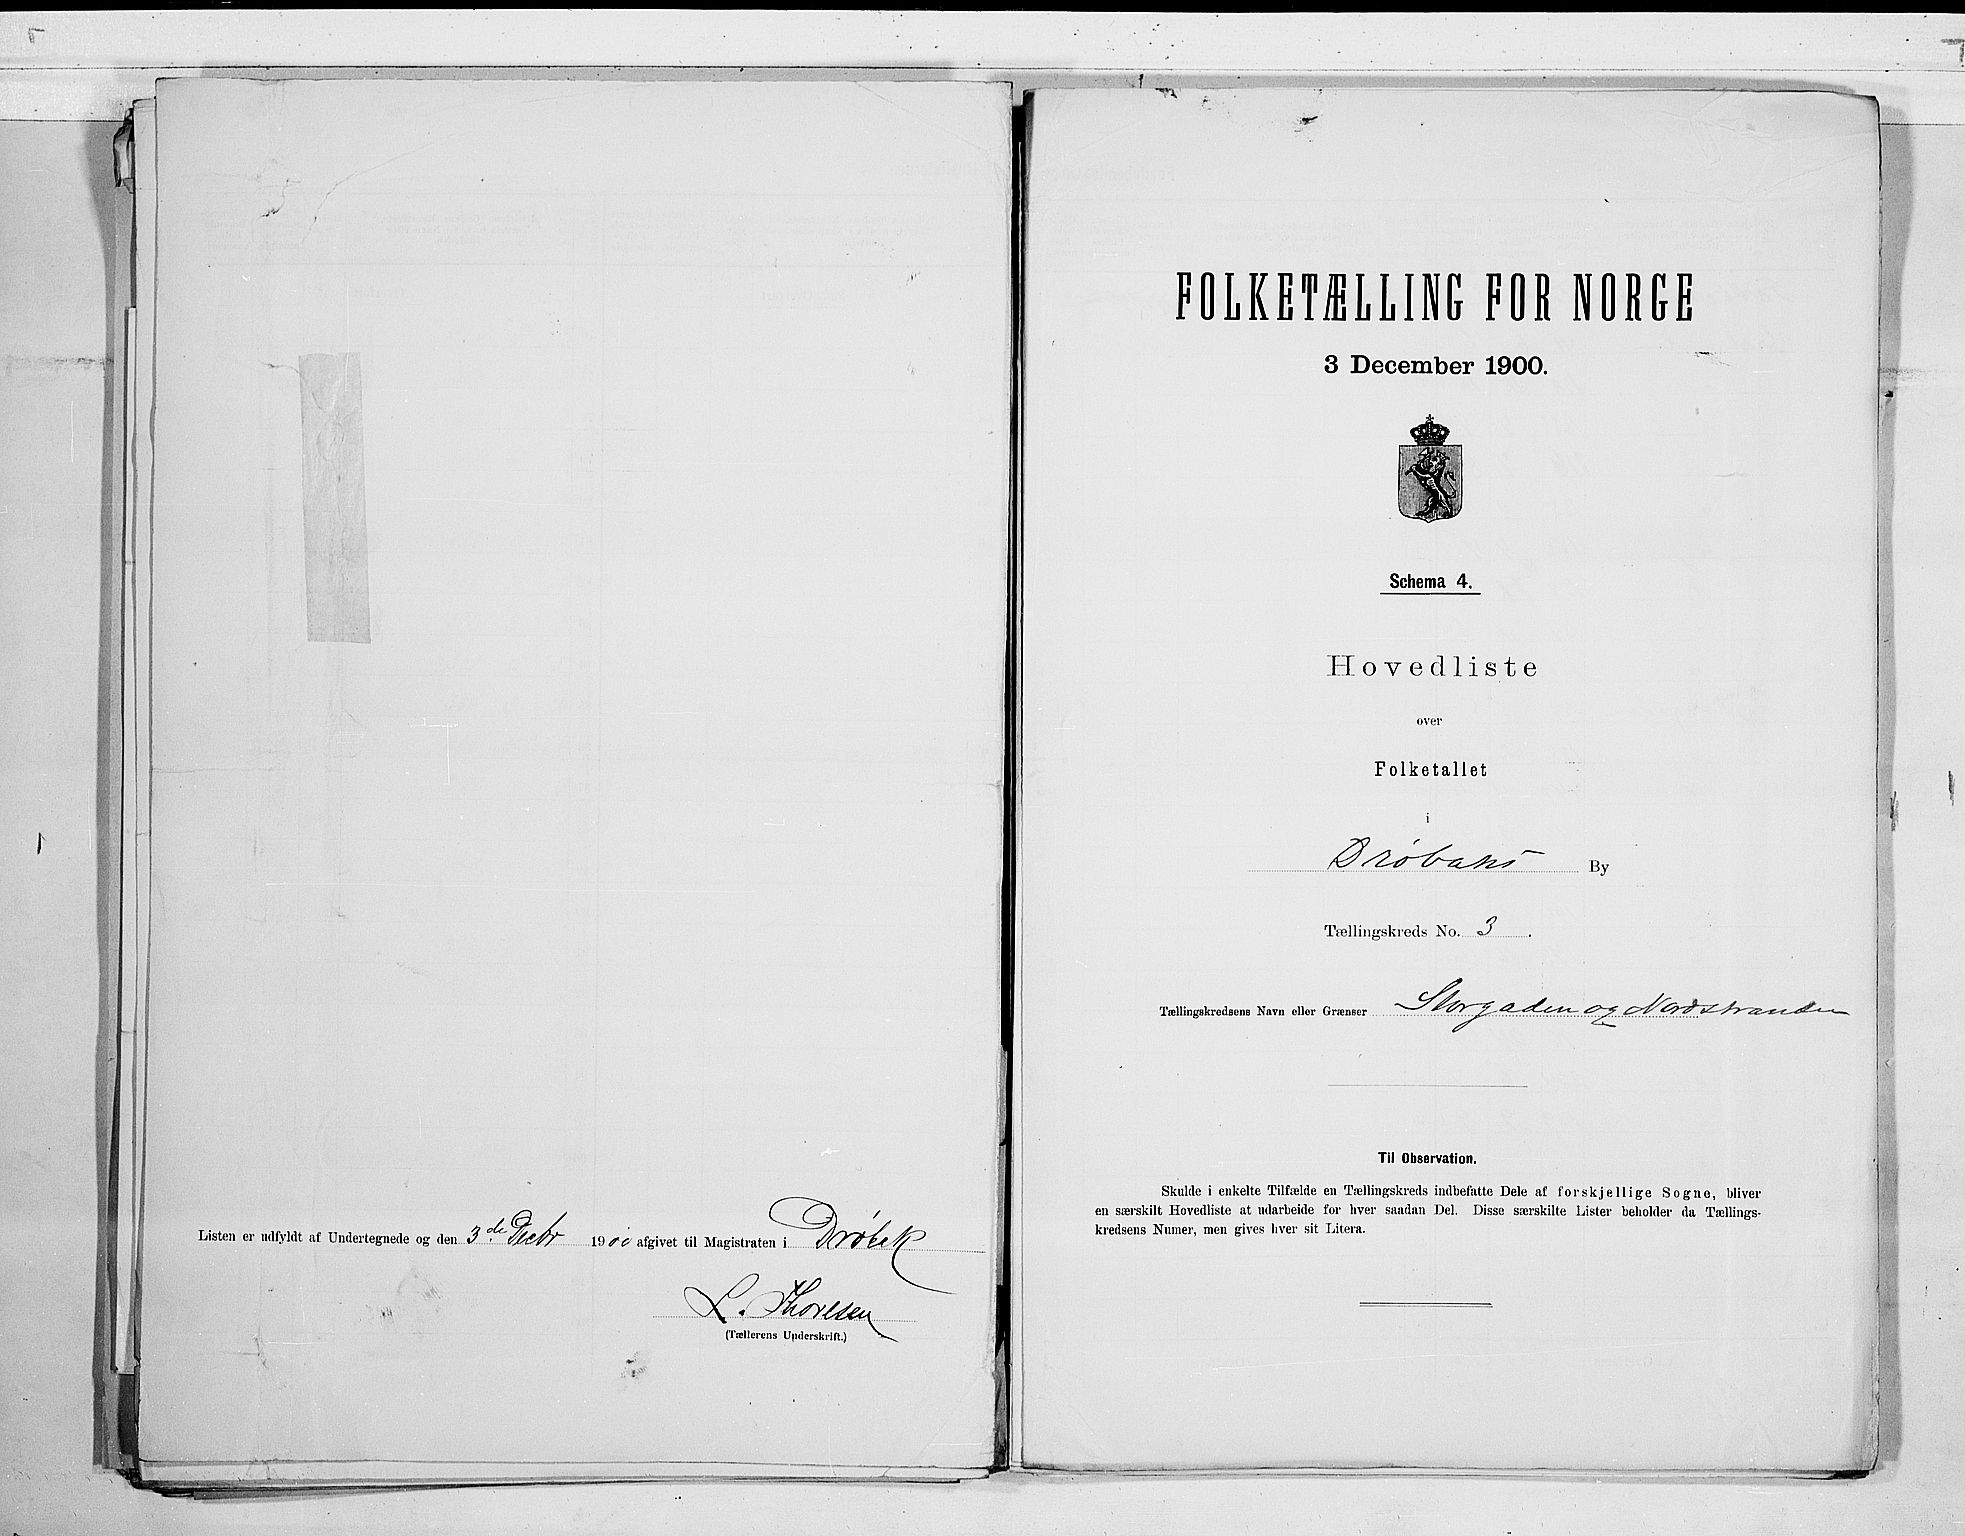 Listen er udfyldt af Undertegnede og den 3de Decbr 1900 afgivet til Magistraten i Drøbak
L. Thoresen
(Tællerens Underskrift.)
FOLKETÆLLING FOR NORGE
3 December 1900.
Schema 4.
Hovedliste
over
Folketallet
i
Drøbaks By
Tællingskreds No. 3.
Tællingskredsens Navn eller Grænser Storgaden og Nordstranden
Til Observation.
Skulde i enkelte Tilfælde en Tællingskreds indbefatte Dele af forskjellige Sogne, bliver
en særskilt Hovedliste at udarbeide for hver saadan Del. Disse særskilte Lister beholder da Tællings-
kredsens Numer, men gives hver sit Litera.